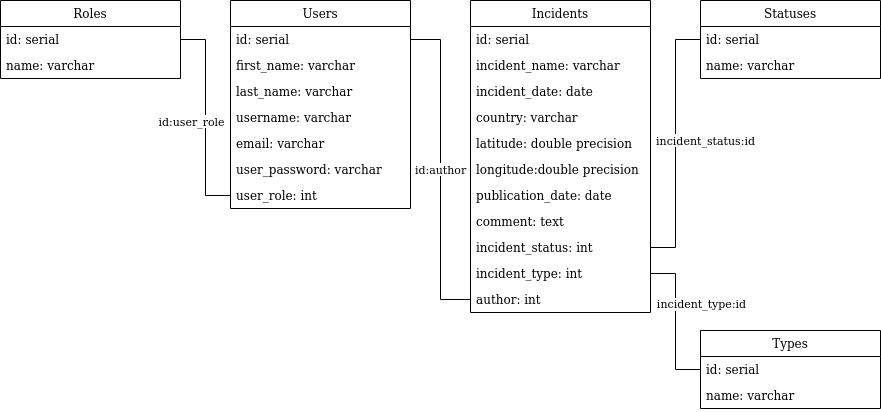 Roles
id: serial
name: varchar
id:user_role
Users
id: serial
first_name: varchar
last_name: varchar
username: varchar
email: varchar
user_password: varchar
user_role: int
id:author
Incidents
id: serial
incident_name: varchar
incident_date: date
country: varchar
latitude: double precision
longitude:double precision
publication_date: date
comment: text
incident_status: int
incident_type: int
author: int
incident_status:id
incident_type:id
Statuses
id: serial
name: varchar
Types
id: serial
name: varchar